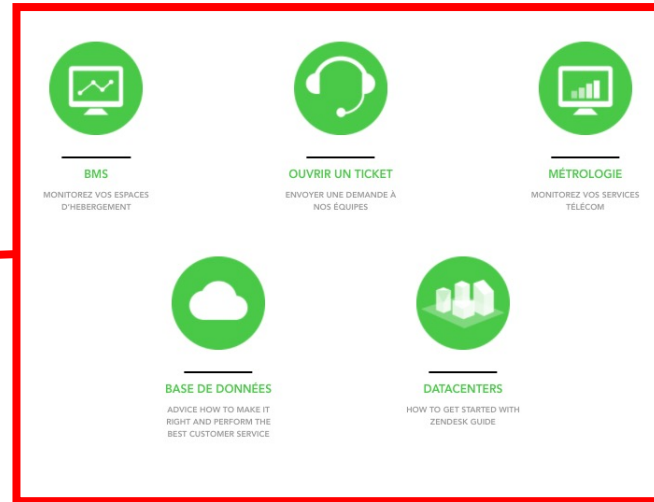 BMS
MONITOREZ VOS ESPACES
D'HEBERGEMENT
OUVRIR UN TICKET
ENVOYER UNE DEMANDE À
NOS ÉQUIPES
MÉTROLOGIE
MONITOREZ VOS SERVICES
TÉLÉCOM
BASE DE DONNÉES
ADVICE HOW TO MAKE IT
RIGHT AND PERFORM THE
BEST CUSTOMER SERVICE
DATACENTERS
HOW TO GET STARTED WITH
ZENDESK GUIDE